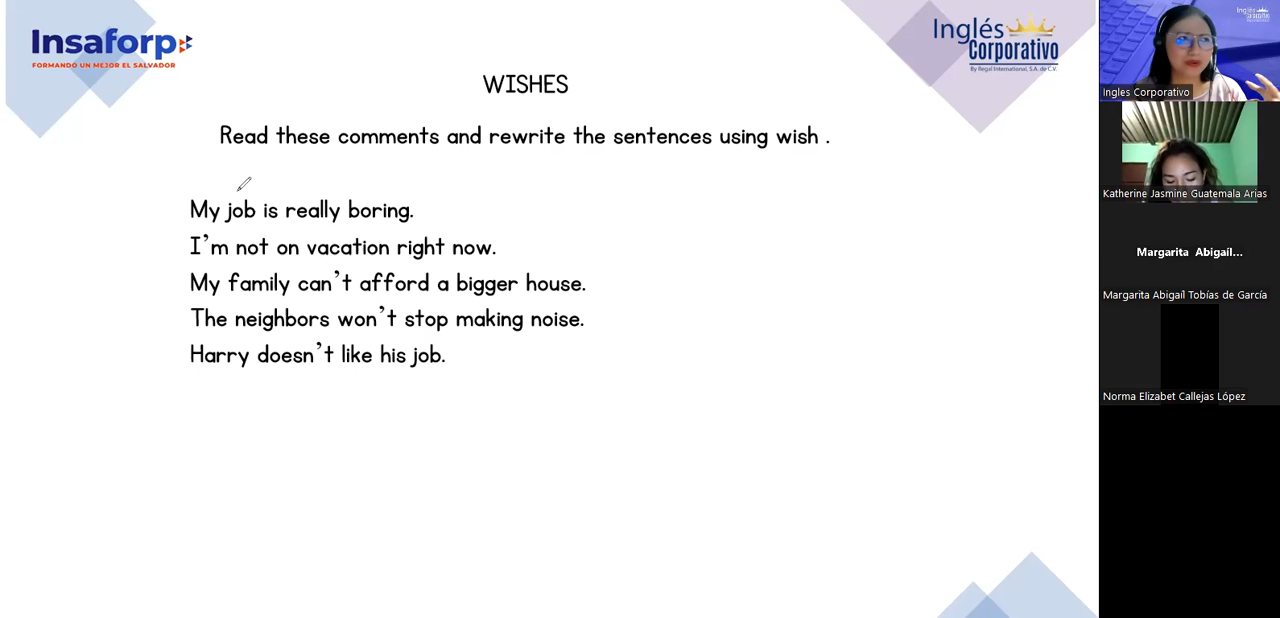 Insaforp
FORMANDO UN MEJOR EL SALVADOR
Inglés
Corporativo
By Regal International, S.A. de C.V.
WISHES
Read these comments and rewrite the sentences using wish .
My job is really boring.
I’m not on vacation right now.
My family can’t afford a bigger house.
The neighbors won’t stop making noise.
Harry doesn’t like his job.
Inglés
Ingles Corporativo
Katherine Jasmine Guatemala Arias
Margarita Abigaíl...
Margarita Abigaíl Tobías de García
Norma Elizabet Callejas López